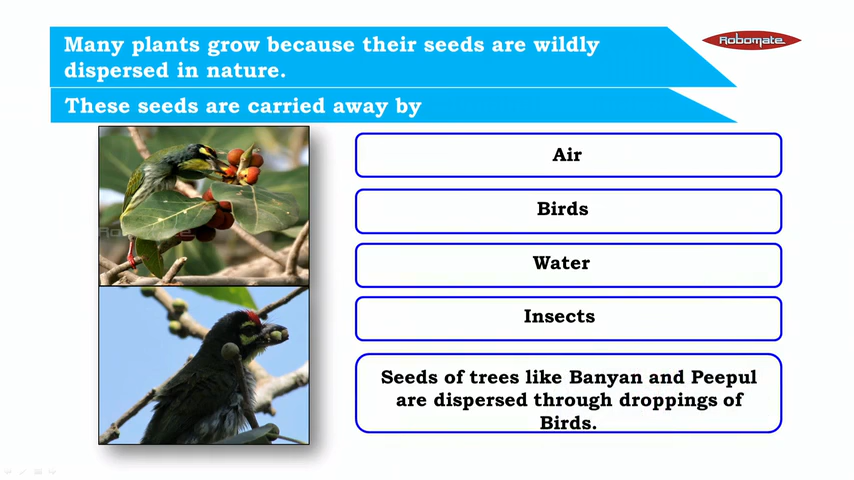 Many plants grow because their seeds are wildly
dispersed in nature.
Robomate
These seeds are carried away by
Air
Birds
Water
Insects
Seeds of trees like Banyan and Peepul
are dispersed through droppings of
Birds.